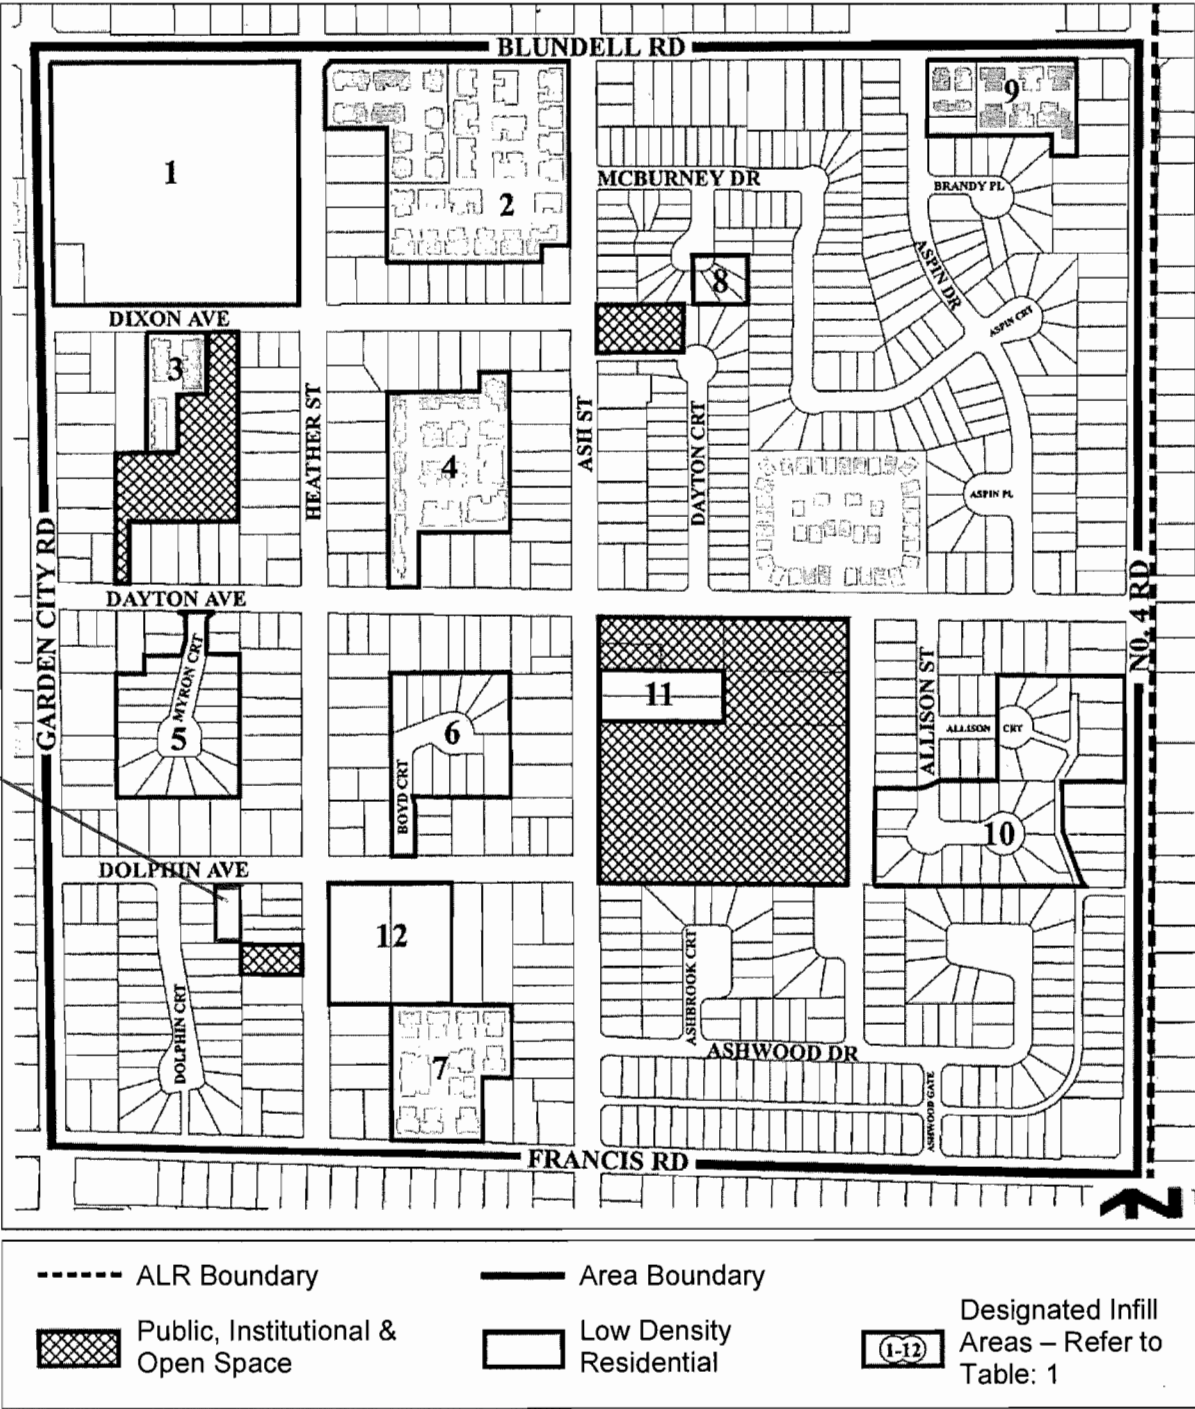 BLUNDELL RD
1
2
9
MCBURNEY DR
BRANDY PL
ASPIN DR
8
ASPIN CRT
DIXON AVE
3
HEATHER ST
4
ASH ST
DAYTON CRT
ASPIN PL
GARDEN CITY RD
NO. 4 RD
DAYTON AVE
MYRON CRT
5
6
BOYD CRT
11
ALLISON ST
ALLISON CRT
10
DOLPHIN AVE
12
DOLPHIN CRT
7
ASHBROOK CRT
ASHWOOD DR
ASHWOOD GATE
FRANCIS RD
N
ALR Boundary
Area Boundary
Public, Institutional &
Open Space
Low Density
Residential
1-12
Designated Infill
Areas – Refer to
Table: 1